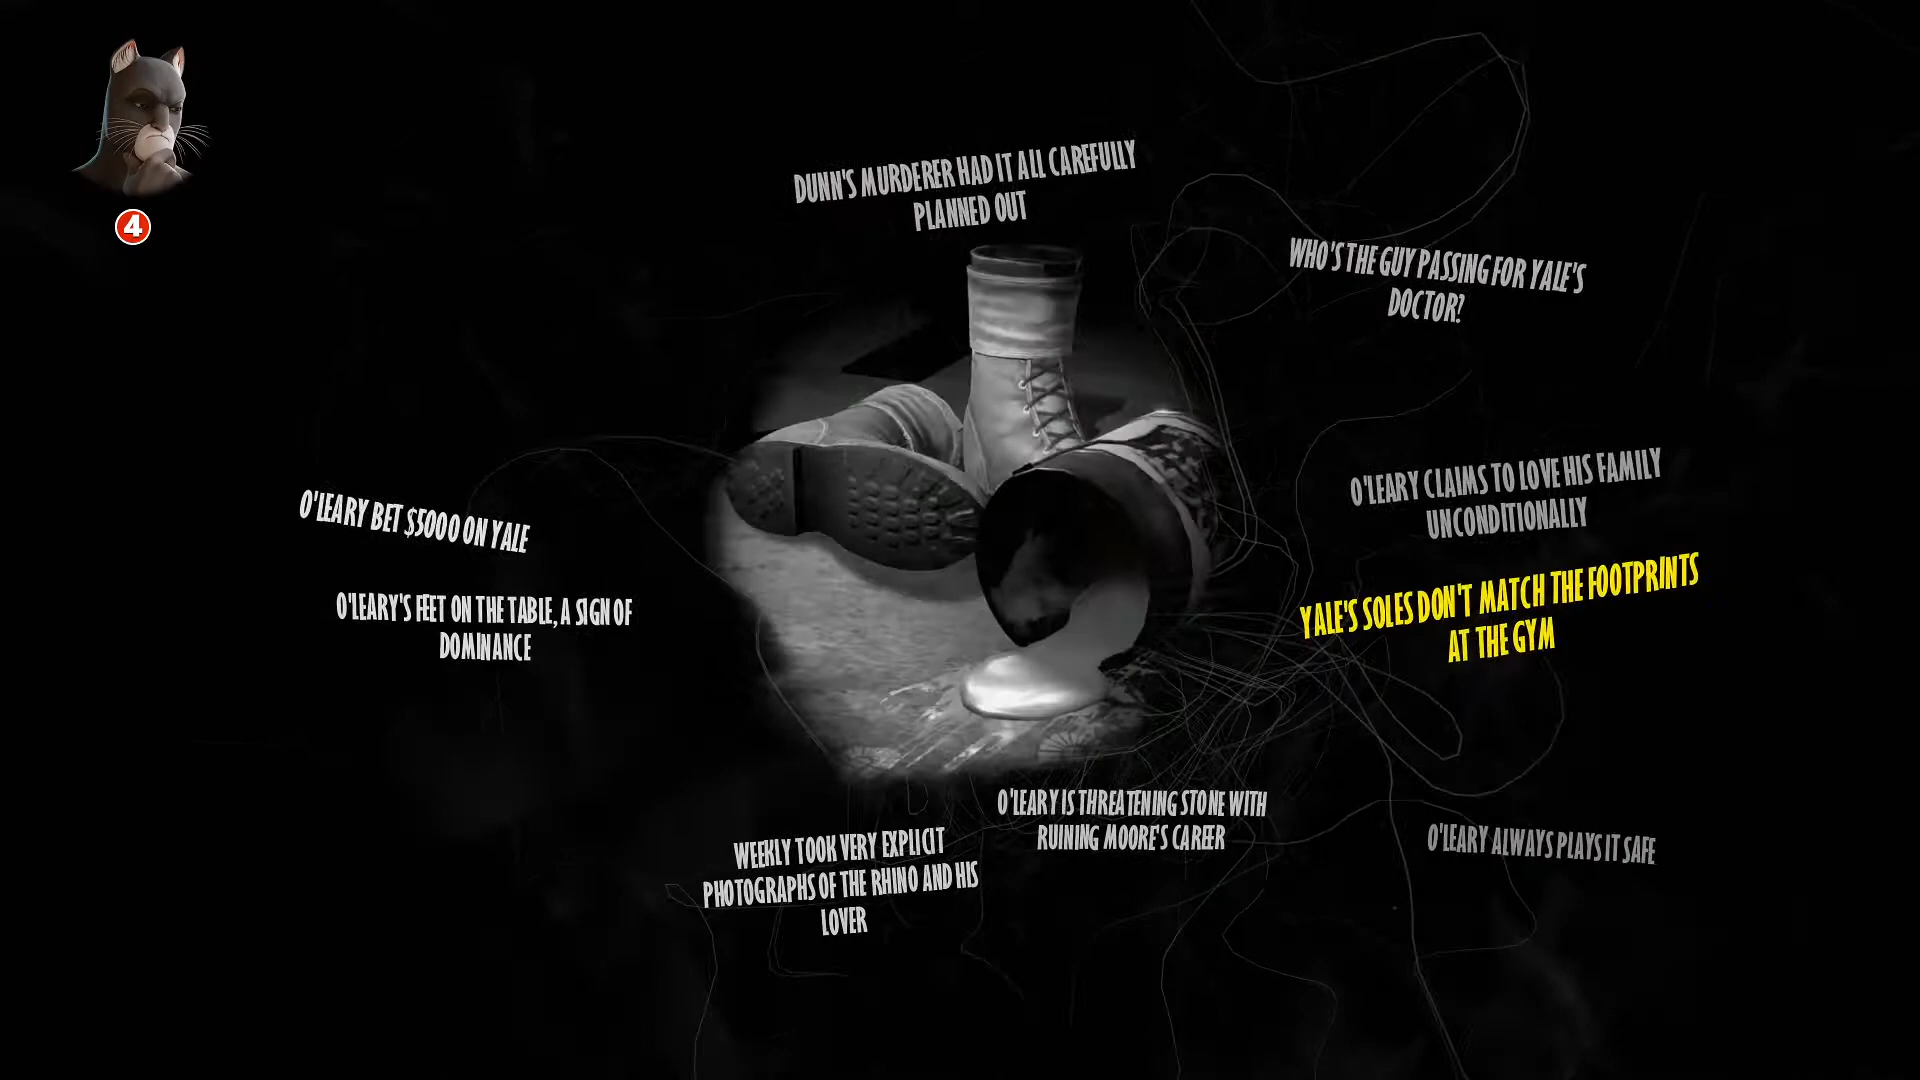 4
DUNN'S MURDERER HAD IT ALL CAREFULLY
PLANNED OUT
WHO'S THE GUY PASSING FOR YALE'S
DOCTOR?
O'LEARY BET $5000 ON YALE
O'LEARY CLAIMS TO LOVE HIS FAMILY
UNCONDITIONALLY
O'LEARY'S FEET ON THE TABLE, A SIGN OF
DOMINANCE
YALE'S SOLES DON'T MATCH THE FOOTPRINTS
AT THE GYM
O'LEARY IS THREATENING STONE WITH
RUINING MOORE'S CAREER
WEEKLY TOOK VERY EXPLICIT
PHOTOGRAPHS OF THE RHINO AND HIS
LOVER
O'LEARY ALWAYS PLAYS IT SAFE